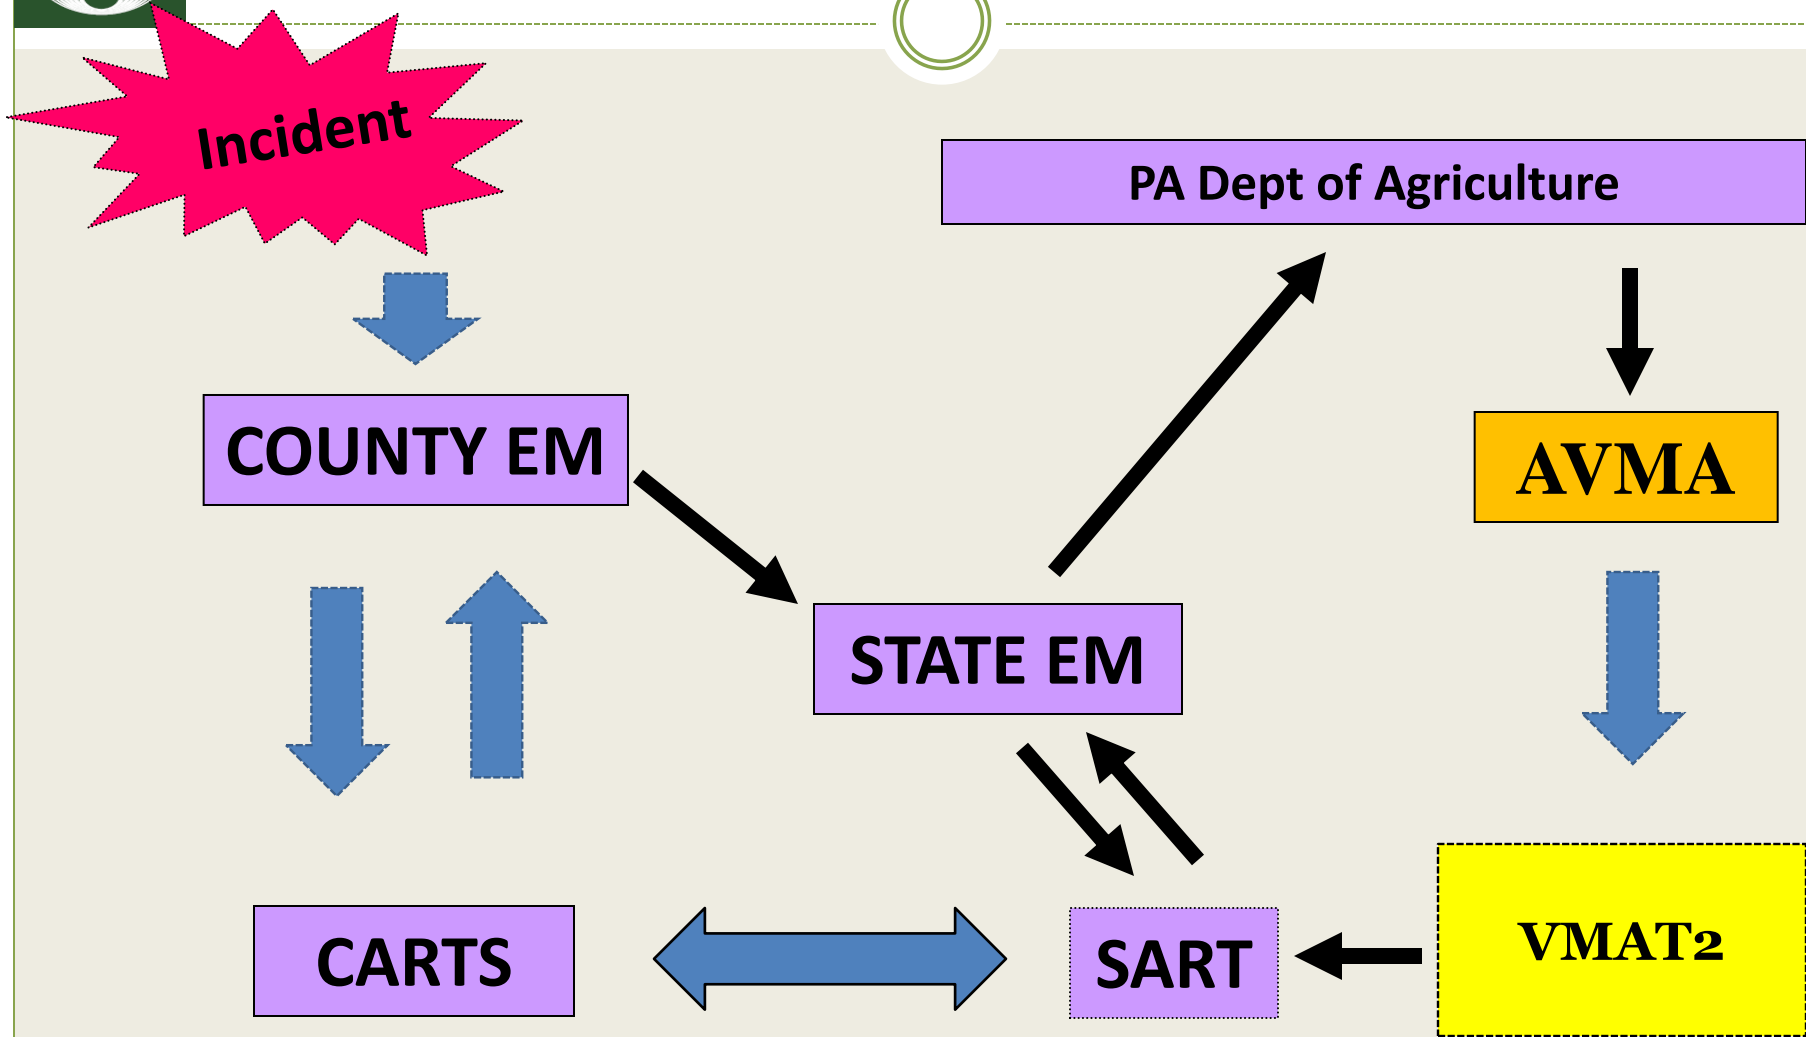 Incident
PA Dept of Agriculture
COUNTY EM
AVMA
STATE EM
CARTS
SART
VMAT2